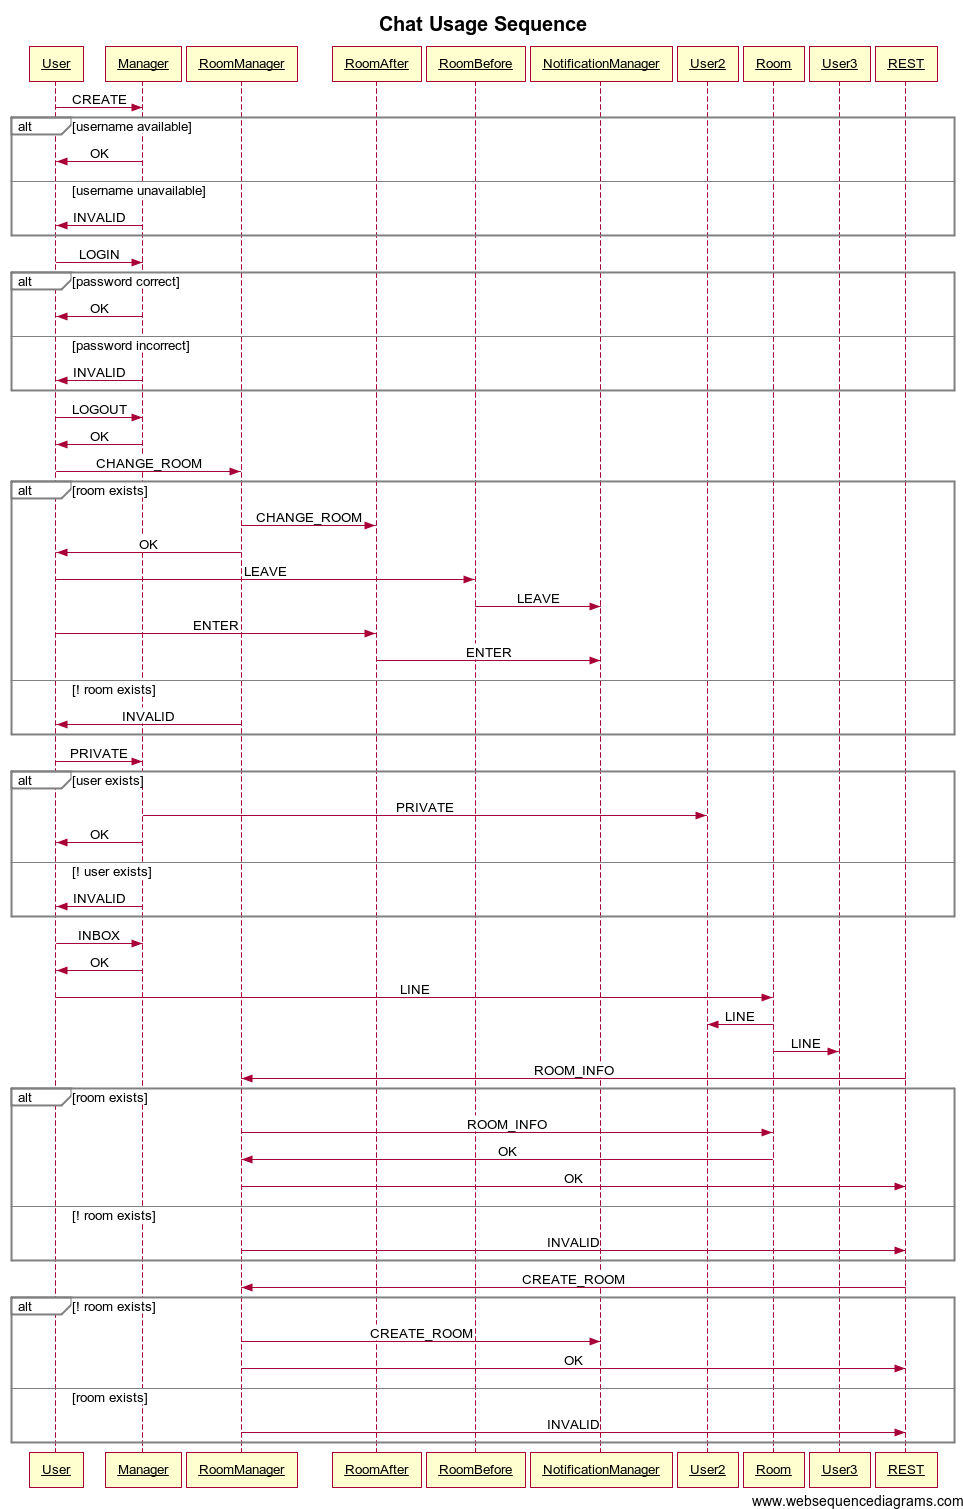 Chat Usage Sequence
User Manager RoomManager RoomAfter RoomBefore NotificationManager User2 Room User3 REST
CREATE
alt [username available]
OK
[username unavailable]
INVALID
LOGIN
alt [password correct]
OK
[password incorrect]
INVALID
LOGOUT
OK
CHANGE_ROOM
alt [room exists]
CHANGE_ROOM
OK
LEAVE
LEAVE
ENTER
ENTER
[! room exists]
INVALID
PRIVATE
alt [user exists]
PRIVATE
OK
[! user exists]
INVALID
INBOX
OK
LINE
LINE
LINE
ROOM_INFO
alt [room exists]
ROOM_INFO
OK
OK
[! room exists]
INVALID
CREATE_ROOM
alt [! room exists]
CREATE_ROOM
OK
[room exists]
INVALID
User Manager RoomManager RoomAfter RoomBefore NotificationManager User2 Room User3 REST
www.websequencediagrams.com